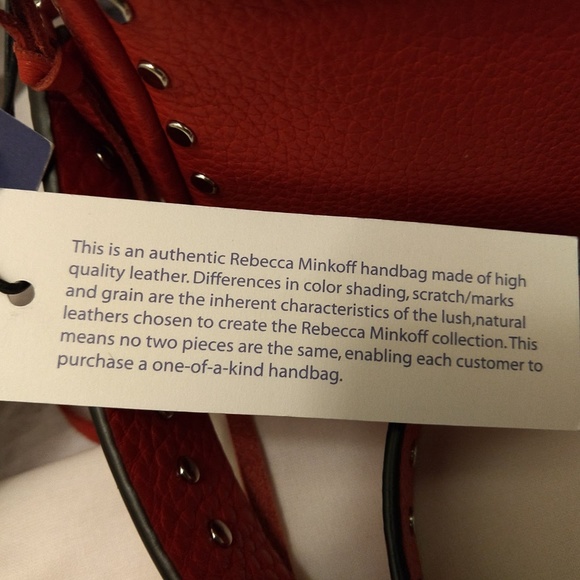 This is an authentic Rebecca Minkoff handbag made of high
quality leather. Differences in color shading, scratch/marks
and grain are the inherent characteristics of the lush,natural
leathers chosen to create the Rebecca Minkoff collection. This
means no two pieces are the same, enabling each customer to
purchase a one-of-a-kind handbag.